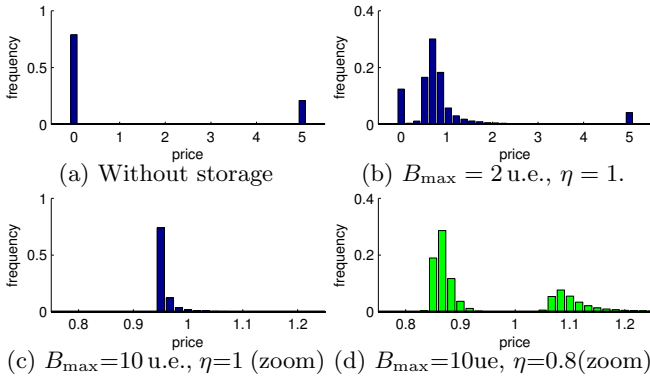 frequency
1
0.5
0
0 1 2 3 4 5
price
(a) Without storage
frequency
0.4
0.2
0
0 1 2 3 4 5
price
(b) B_max = 2 u.e., η = 1.
frequency
1
0.5
0
0.8 0.9 1 1.1 1.2
price
(c) B_max=10 u.e., η=1 (zoom)
frequency
0.4
0.2
0
0.8 0.9 1 1.1 1.2
price
(d) B_max=10ue, η=0.8(zoom)